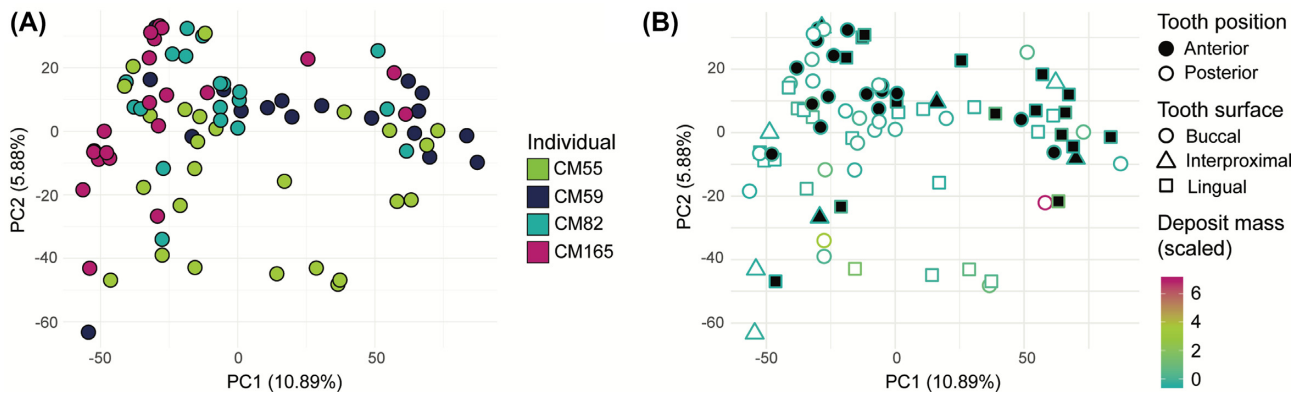 (A)
20
0
-20
-40
-60
-50
0
50
PC2 (5.88%)
PC1 (10.89%)
Individual
CM55
CM59
CM82
CM165
(B)
20
0
-20
-40
-60
-50
0
50
PC2 (5.88%)
PC1 (10.89%)
Tooth position
Anterior
Posterior
Tooth surface
Buccal
Interproximal
Lingual
Deposit mass
(scaled)
6
4
2
0